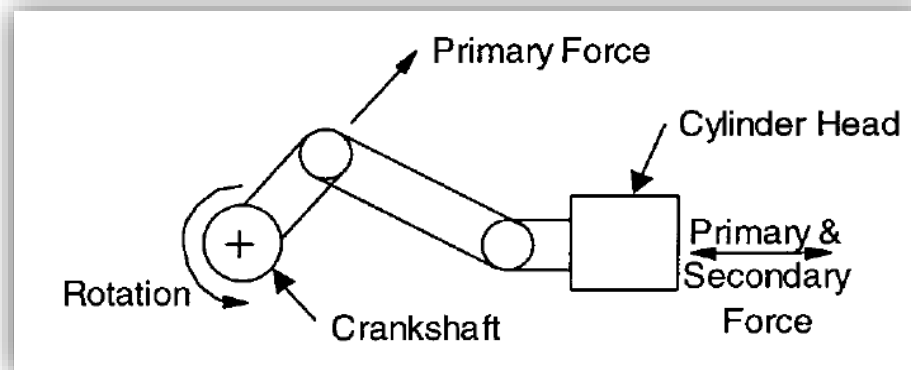 Primary Force
Cylinder Head
Primary &
Secondary
Force
Rotation
Crankshaft